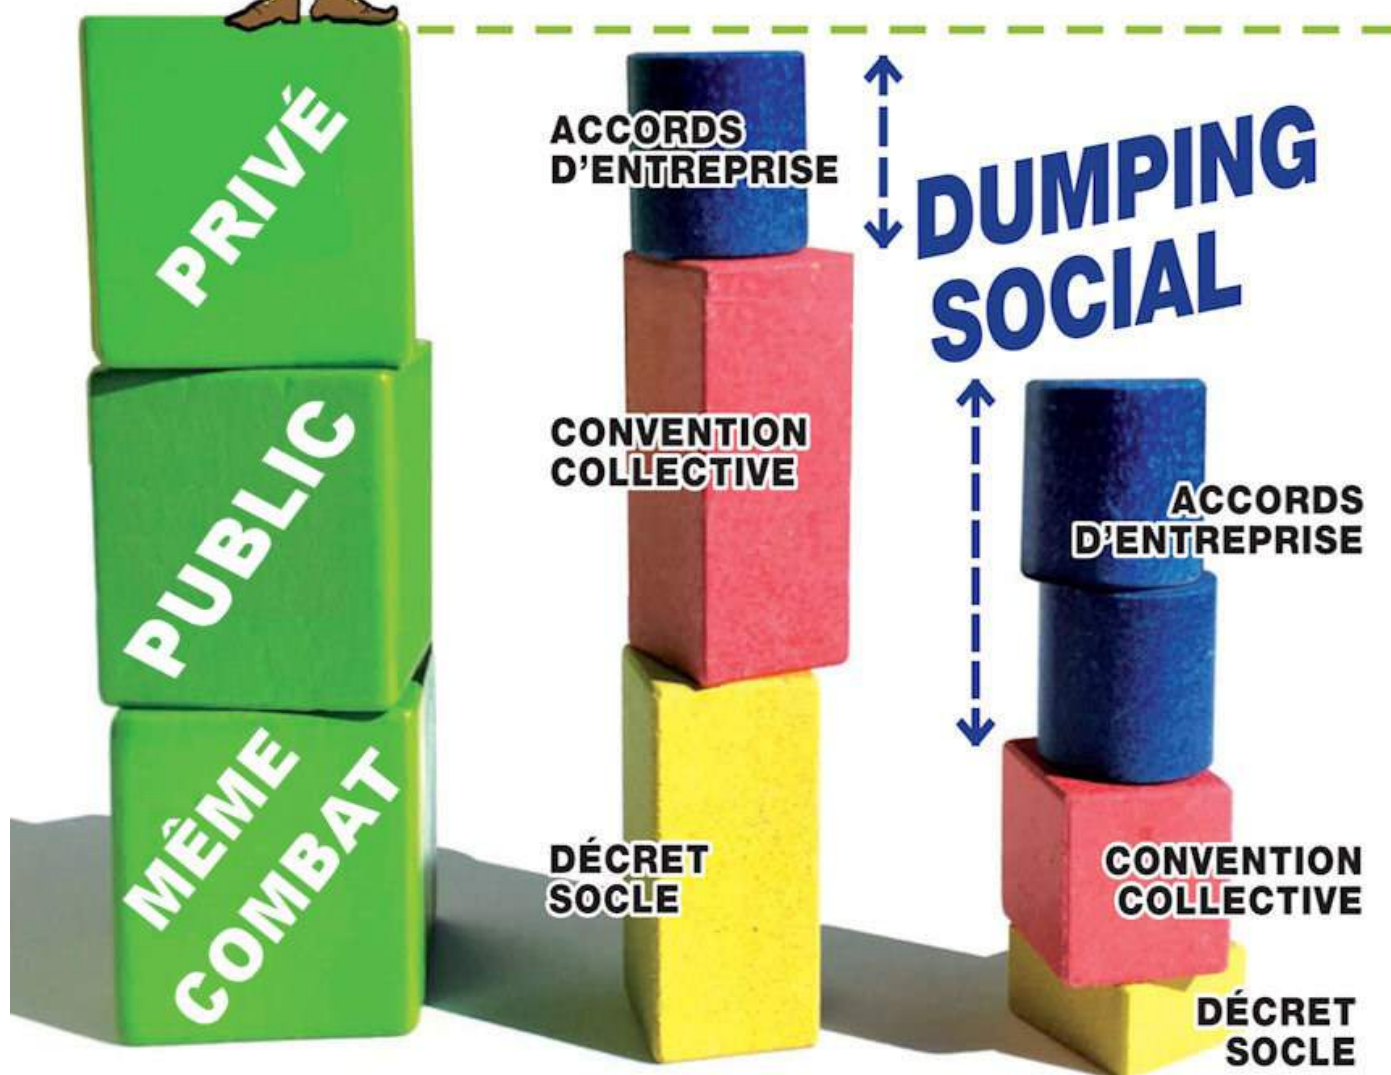 PRIVÉ
PUBLIC
MÊME
COMBAT
ACCORDS
D'ENTREPRISE
CONVENTION
COLLECTIVE
DÉCRET
SOCLE
DUMPING
SOCIAL
ACCORDS
D'ENTREPRISE
CONVENTION
COLLECTIVE
DÉCRET
SOCLE